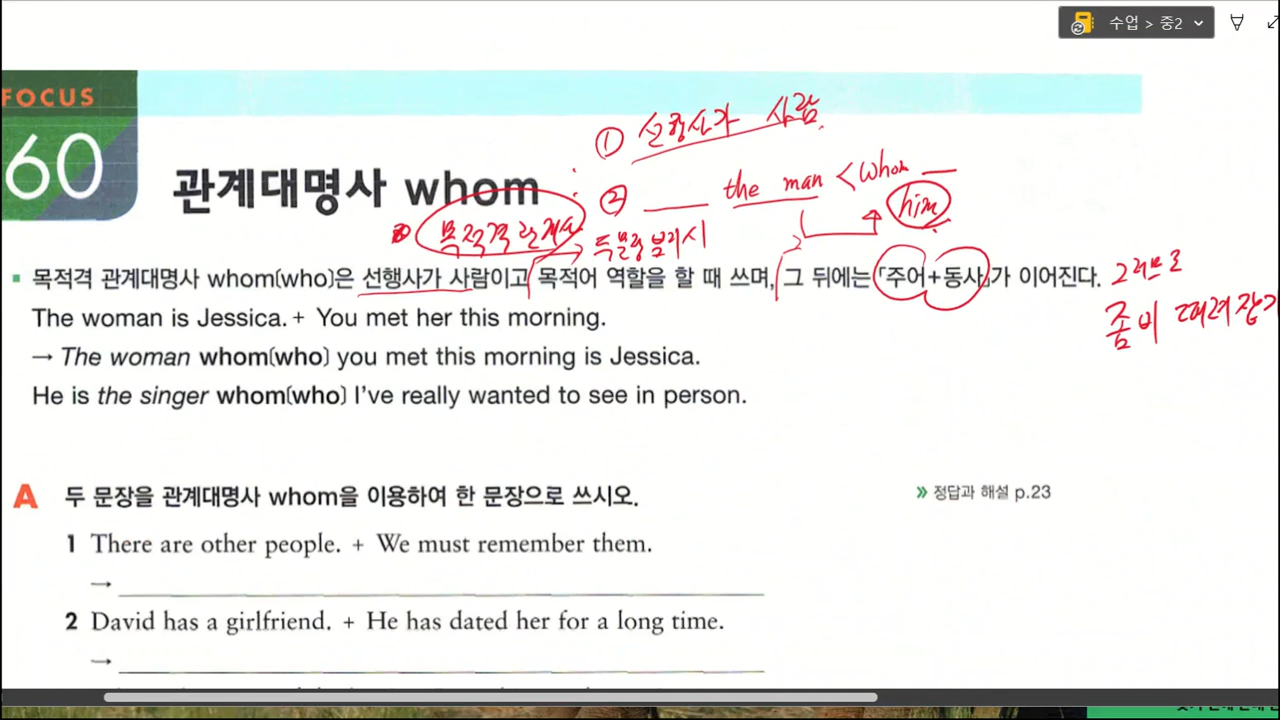 수업 > 중2
FOCUS
60
관계대명사 whom
① 선행사가 사람
② the man < whom
him
목적격 관계사
두 문장 분리시
▪ 목적격 관계대명사 whom(who)은 선행사가 사람이고 목적어 역할을 할 때 쓰며, 그 뒤에는 「주어+동사」가 이어진다.
그러므로
좀비 때려잡기
The woman is Jessica. + You met her this morning.
→ The woman whom(who) you met this morning is Jessica.
He is the singer whom(who) I've really wanted to see in person.
A 두 문장을 관계대명사 whom을 이용하여 한 문장으로 쓰시오.
» 정답과 해설 p.23
1 There are other people. + We must remember them.
→
2 David has a girlfriend. + He has dated her for a long time.
→